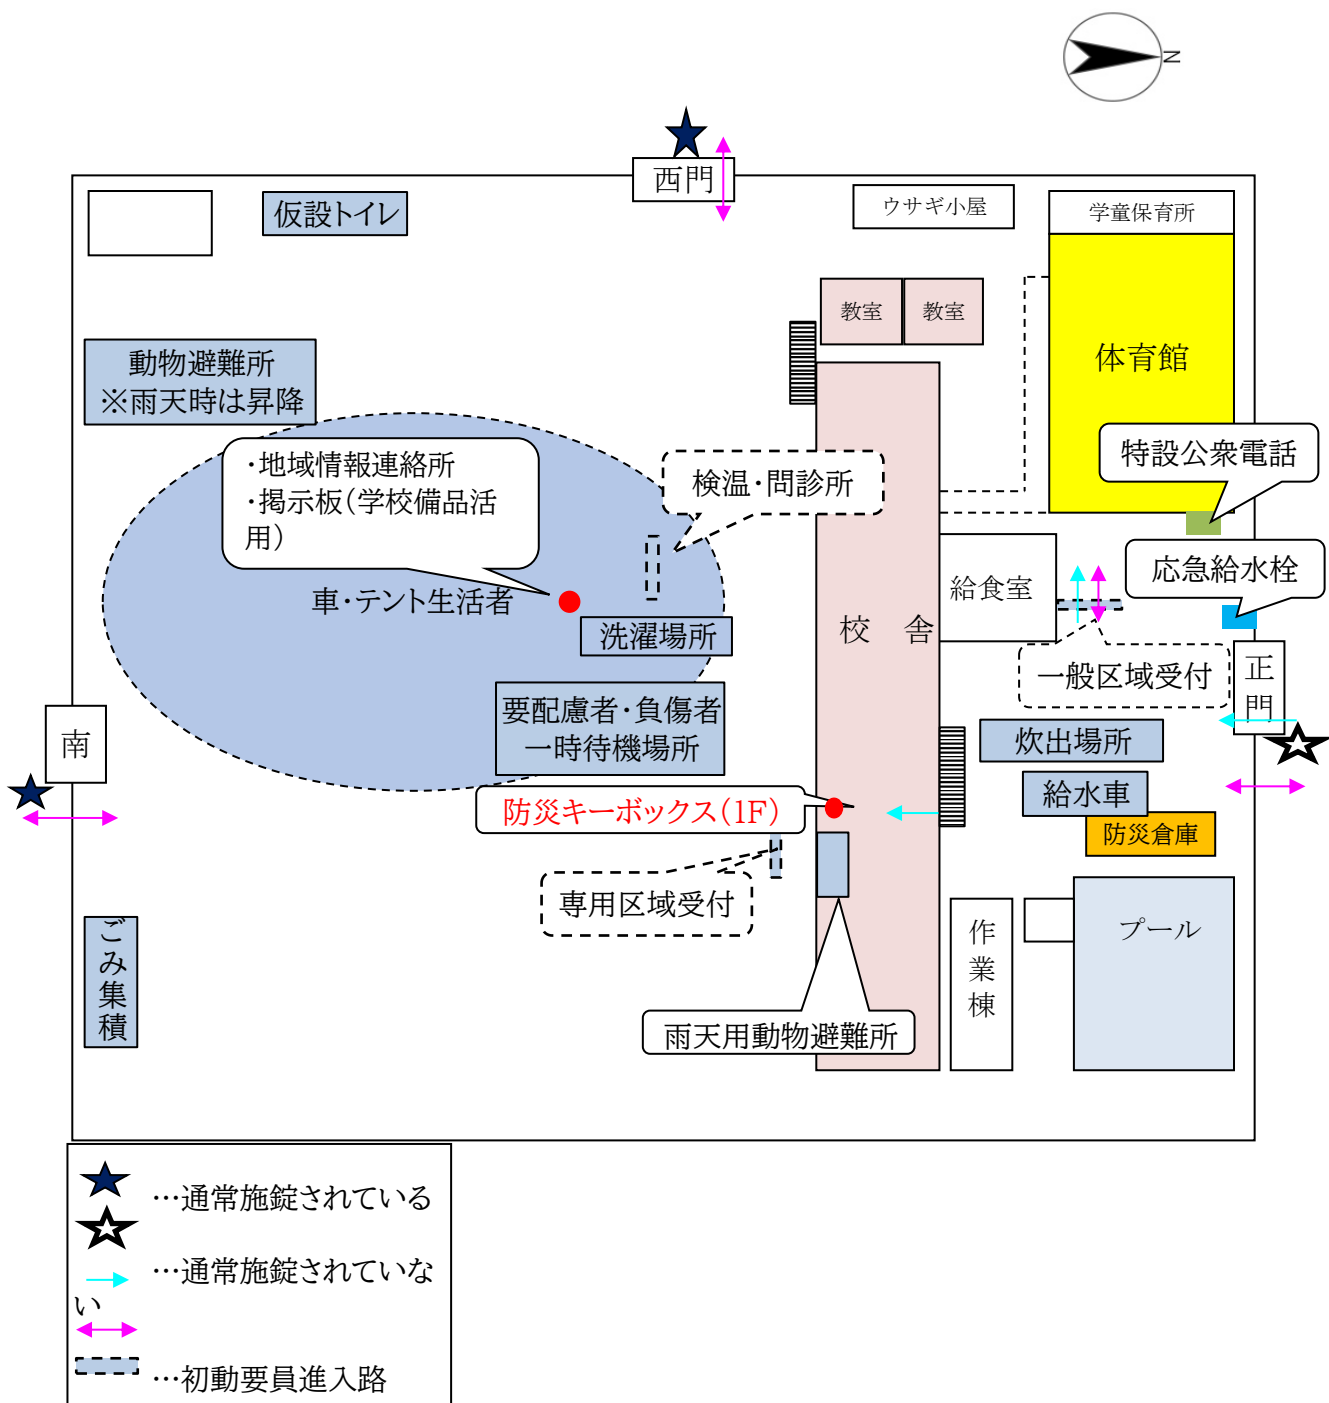 N
西門
仮設トイレ
ウサギ小屋
学童保育所
教室
教室
体育館
動物避難所
※雨天時は昇降
・地域情報連絡所
・掲示板（学校備品活
用）
検温・問診所
特設公衆電話
応急給水栓
車・テント生活者
給食室
校　舎
洗濯場所
一般区域受付
正
門
要配慮者・負傷者
一時待機場所
南
炊出場所
給水車
防災キーボックス（1F）
防災倉庫
専用区域受付
ご
み
集
積
作
業
棟
プール
雨天用動物避難所
…通常施錠されている
…通常施錠されていな
い
…初動要員進入路